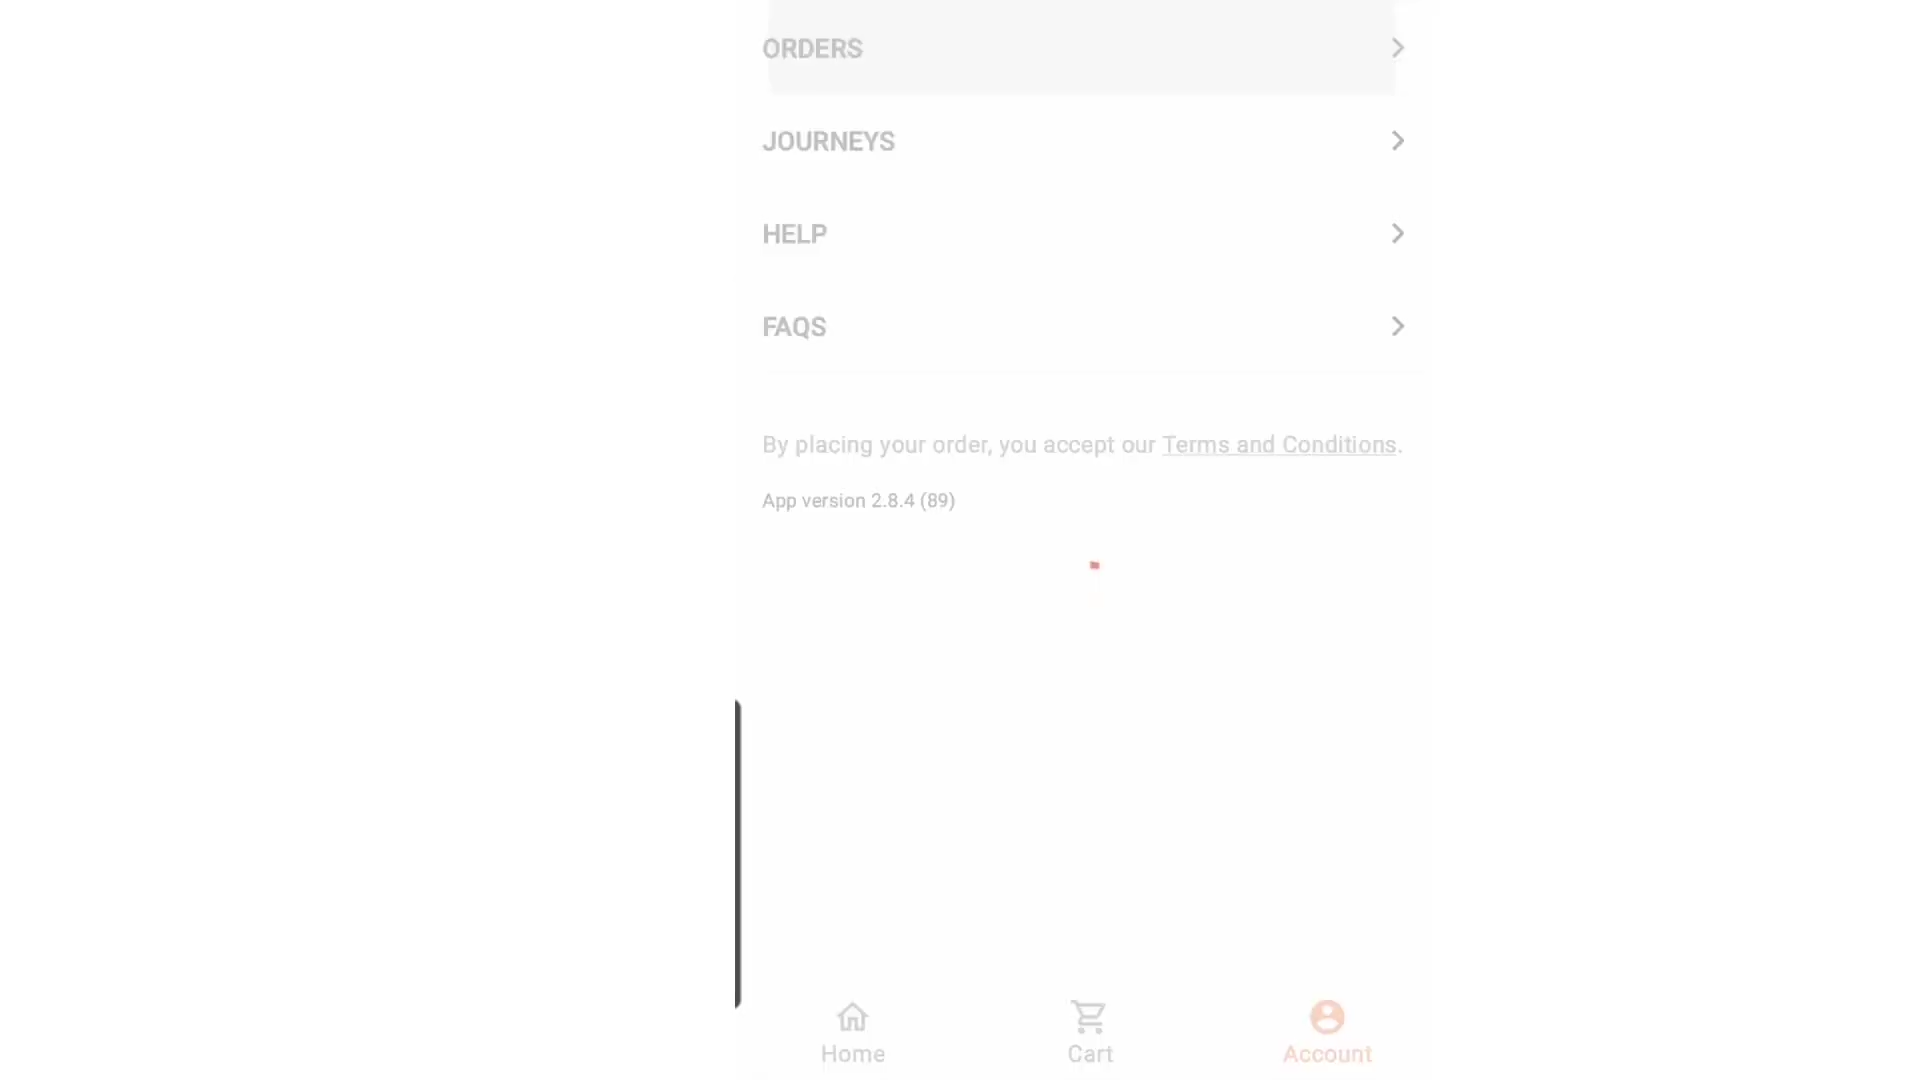 ORDERS
JOURNEYS
HELP
FAQS
By placing your order, you accept our Terms and Conditions.
App version 2.8.4 (89)
Home Cart Account